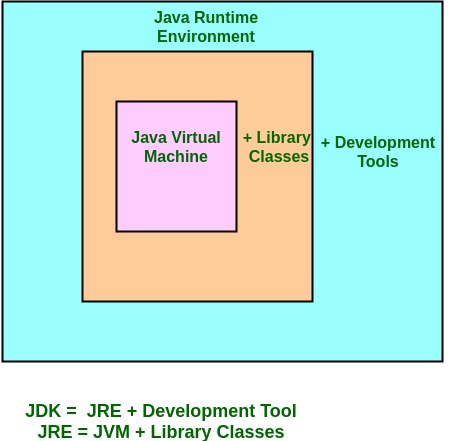 Java Runtime
Environment
Java Virtual
Machine
+ Library
Classes
+ Development
Tools
JDK =  JRE + Development Tool
JRE = JVM + Library Classes